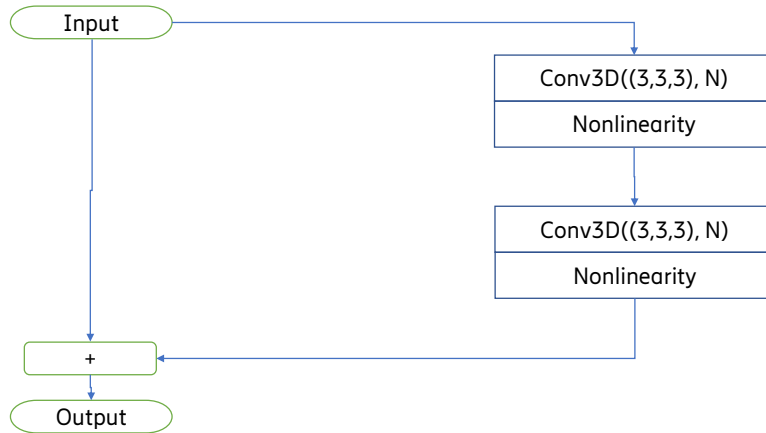 Input
Conv3D((3,3,3), N)
Nonlinearity
Conv3D((3,3,3), N)
Nonlinearity
+
Output